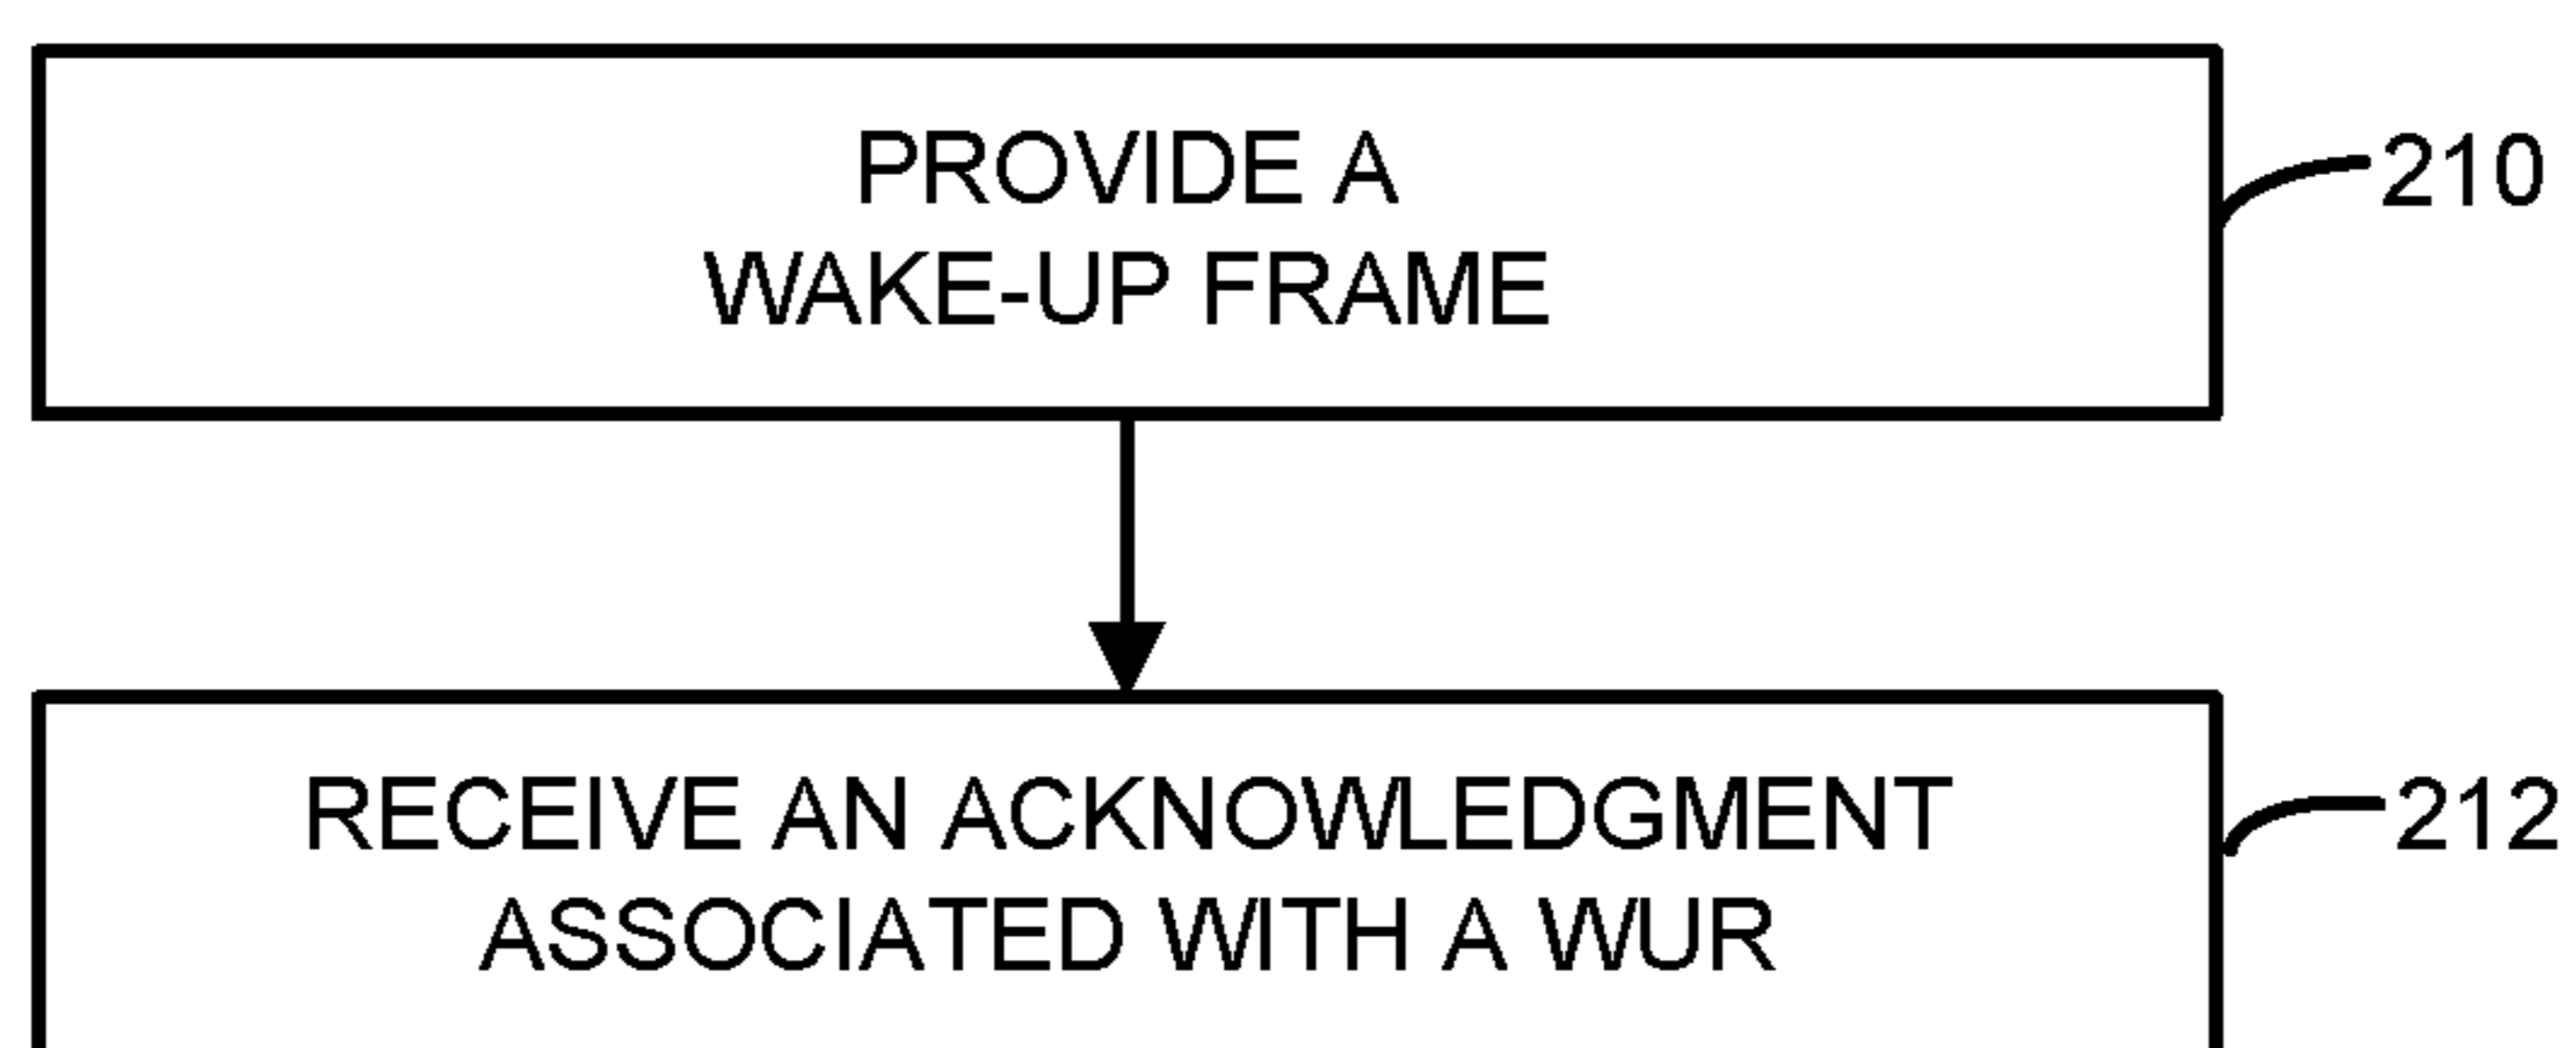 PROVIDE A
WAKE-UP FRAME
210
RECEIVE AN ACKNOWLEDGMENT
ASSOCIATED WITH A WUR
212